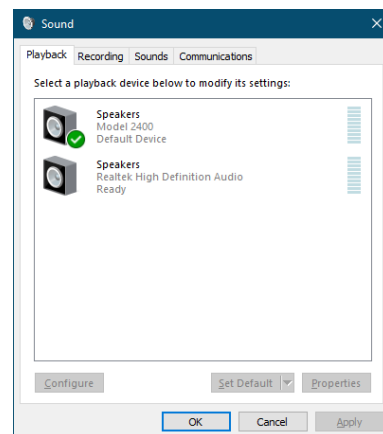 Sound
Playback Recording Sounds Communications
Select a playback device below to modify its settings:
Speakers
Model 2400
Default Device
Speakers
Realtek High Definition Audio
Ready
Configure Set Default Properties
OK Cancel Apply